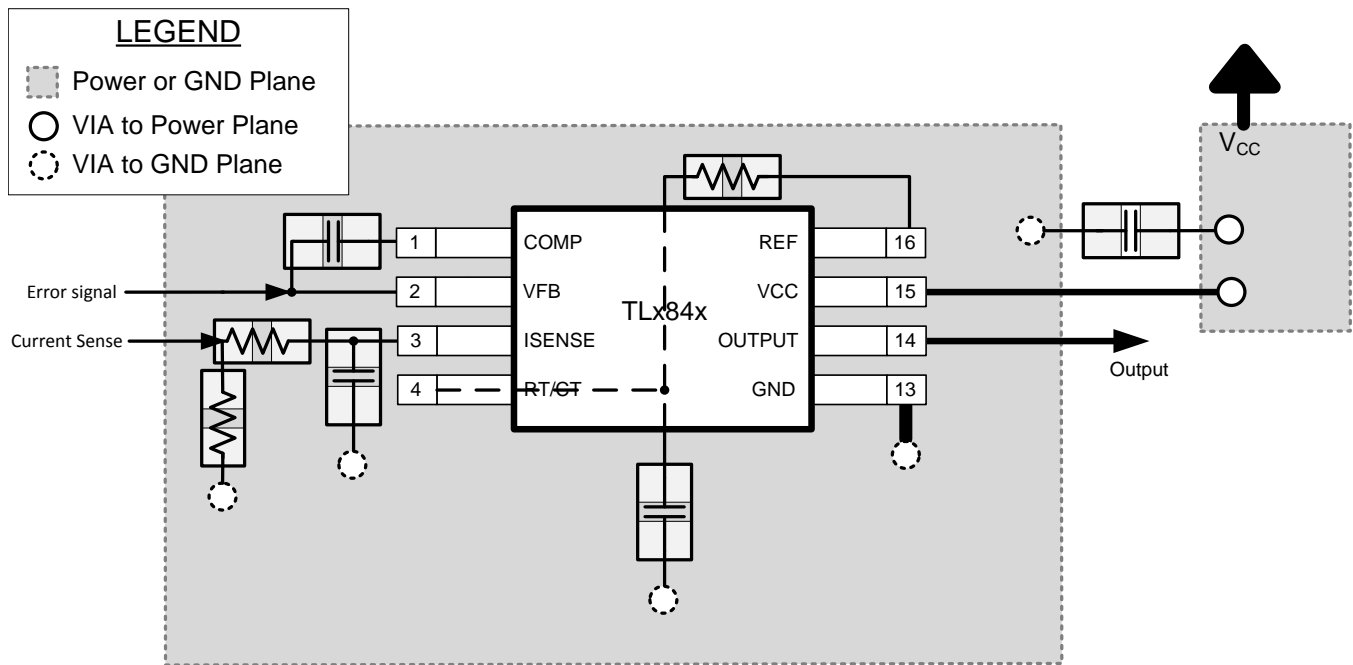 LEGEND
Power or GND Plane
VIA to Power Plane
VIA to GND Plane
VCC
1 COMP REF 16
Error signal 2 VFB VCC 15
TLx84x
Current Sense 3 ISENSE OUTPUT 14
Output
4 RT/CT GND 13